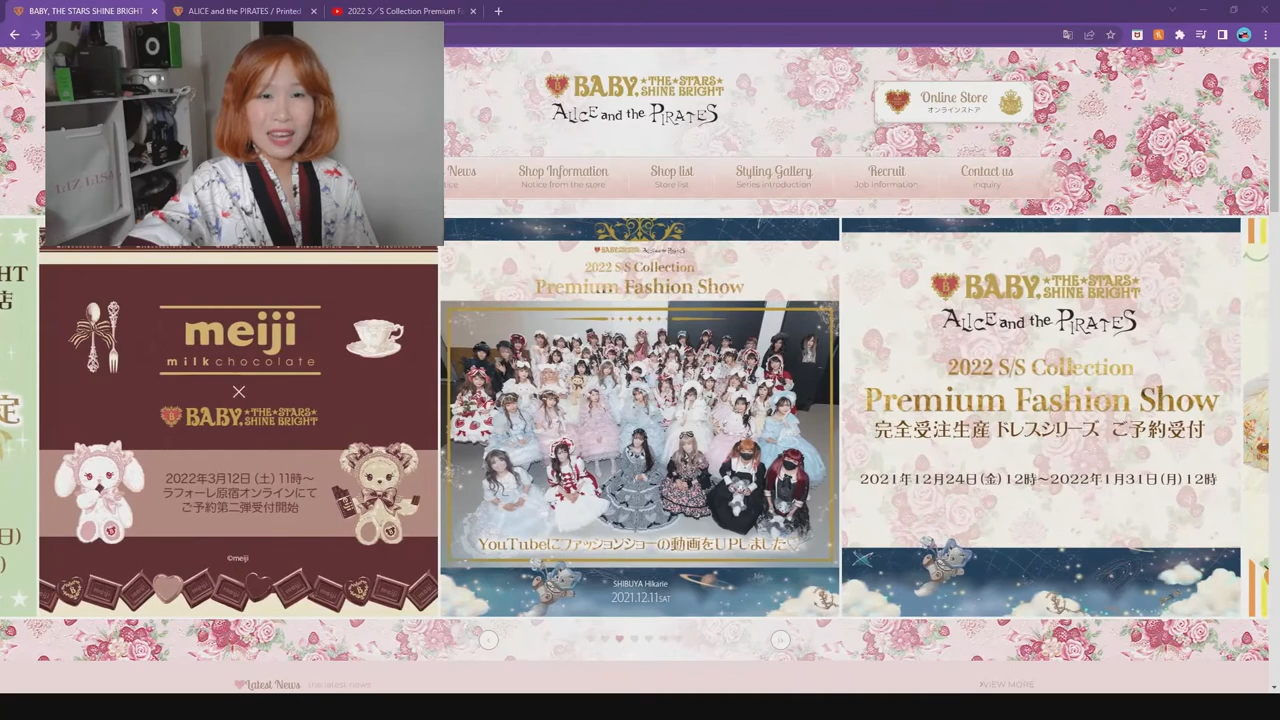 BABY, THE STARS SHINE BRIGHT
ALICE and the PIRATES / Printed
2022 S／S Collection Premium F
BABY, THE STARS SHINE BRIGHT
ALICE and the PIRATES
Online Store
オンラインストア
News
Shop Information
Notice from the store
Shop list
Store list
Styling Gallery
Series introduction
Recruit
Job information
Contact us
inquiry
LIZ LISA
meiji
milkchocolate
×
BABY, THE STARS SHINE BRIGHT
2022年3月12日（土）11時～
ラフォーレ原宿オンラインにて
ご予約第二弾受付開始
©meiji
2022 S/S Collection
Premium Fashion Show
YouTubeにファッションショーの動画をUPしました
SHIBUYA Hikarie
2021.12.11SAT
BABY, THE STARS SHINE BRIGHT
ALICE and the PIRATES
2022 S/S Collection
Premium Fashion Show
完全受注生産 ドレスシリーズ ご予約受付
2021年12月24日(金)12時～2022年1月31日(月)12時
Latest News
the latest news
VIEW MORE